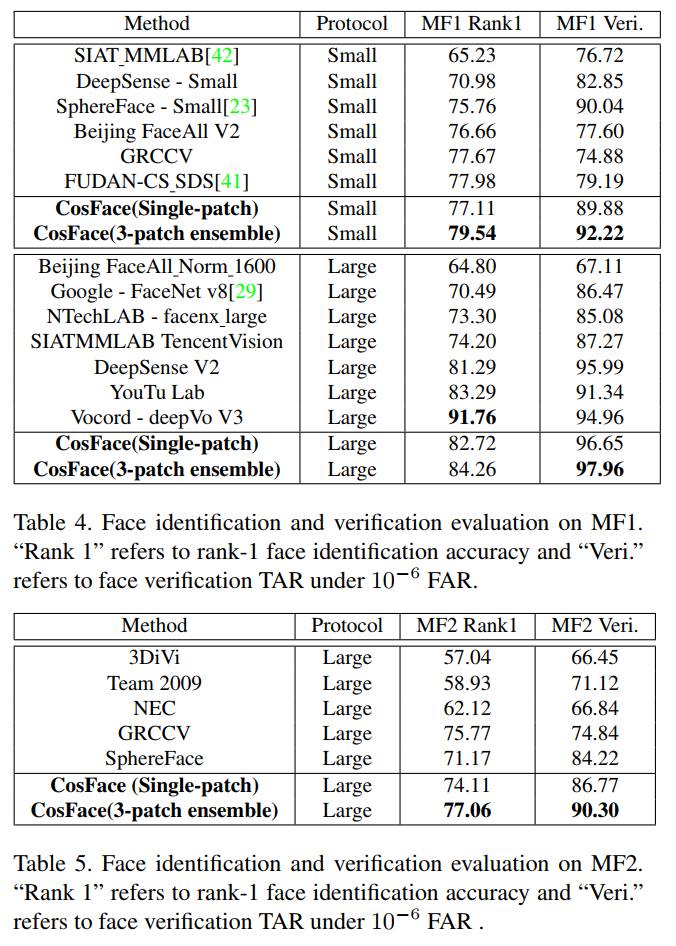 Method Protocol MF1 Rank1 MF1 Veri.
SIAT_MMLAB[42] Small 65.23 76.72
DeepSense - Small Small 70.98 82.85
SphereFace - Small[23] Small 75.76 90.04
Beijing FaceAll V2 Small 76.66 77.60
GRCCV Small 77.67 74.88
FUDAN-CS_SDS[41] Small 77.98 79.19
CosFace(Single-patch) Small 77.11 89.88
CosFace(3-patch ensemble) Small 79.54 92.22
Beijing FaceAll_Norm_1600 Large 64.80 67.11
Google - FaceNet v8[29] Large 70.49 86.47
NTechLAB - facenx_large Large 73.30 85.08
SIATMMLAB TencentVision Large 74.20 87.27
DeepSense V2 Large 81.29 95.99
YouTu Lab Large 83.29 91.34
Vocord - deepVo V3 Large 91.76 94.96
CosFace(Single-patch) Large 82.72 96.65
CosFace(3-patch ensemble) Large 84.26 97.96
Table 4. Face identification and verification evaluation on MF1.
“Rank 1” refers to rank-1 face identification accuracy and “Veri.”
refers to face verification TAR under 10⁻⁶ FAR.
Method Protocol MF2 Rank1 MF2 Veri.
3DiVi Large 57.04 66.45
Team 2009 Large 58.93 71.12
NEC Large 62.12 66.84
GRCCV Large 75.77 74.84
SphereFace Large 71.17 84.22
CosFace (Single-patch) Large 74.11 86.77
CosFace(3-patch ensemble) Large 77.06 90.30
Table 5. Face identification and verification evaluation on MF2.
“Rank 1” refers to rank-1 face identification accuracy and “Veri.”
refers to face verification TAR under 10⁻⁶ FAR .